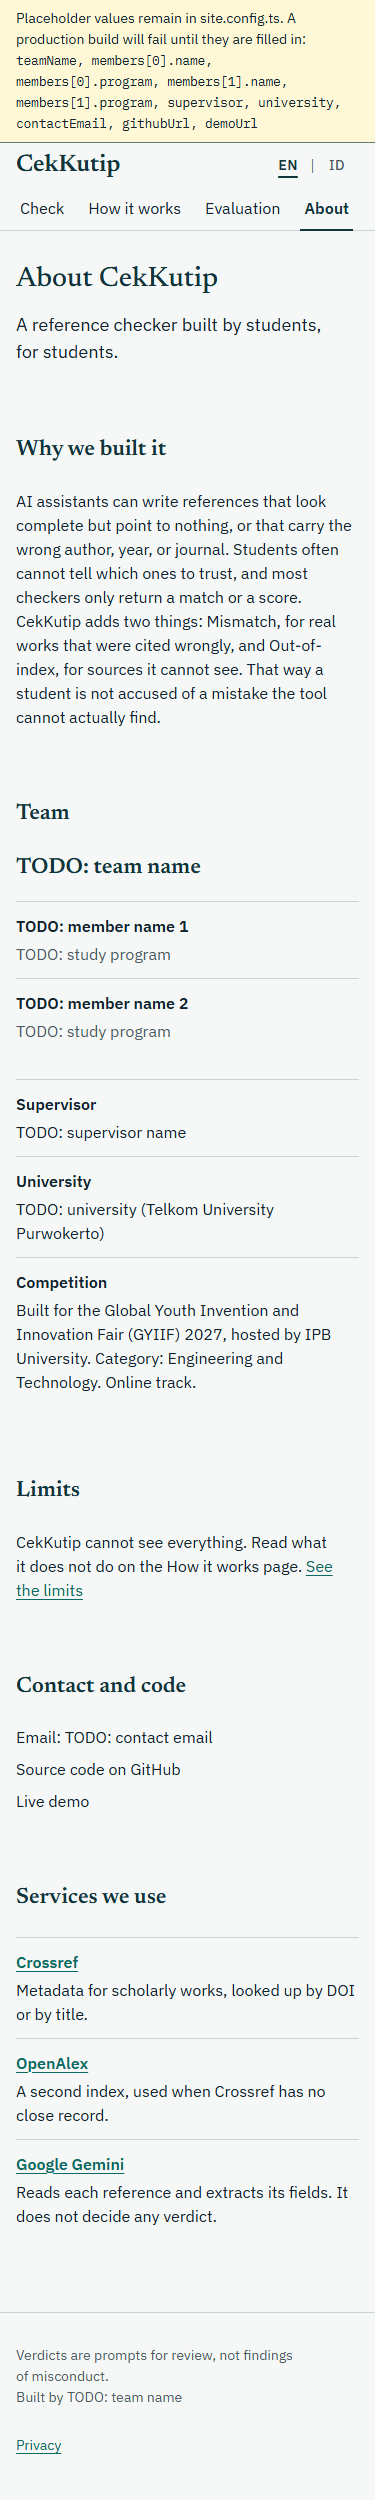 Placeholder values remain in site.config.ts. A
production build will fail until they are filled in:
teamName, members[0].name,
members[0].program, members[1].name,
members[1].program, supervisor, university,
contactEmail, githubUrl, demoUrl
CekKutip
EN | ID
Check How it works Evaluation About
About CekKutip
A reference checker built by students,
for students.
Why we built it
AI assistants can write references that look
complete but point to nothing, or that carry the
wrong author, year, or journal. Students often
cannot tell which ones to trust, and most
checkers only return a match or a score.
CekKutip adds two things: Mismatch, for real
works that were cited wrongly, and Out-of-
index, for sources it cannot see. That way a
student is not accused of a mistake the tool
cannot actually find.
Team
TODO: team name
TODO: member name 1
TODO: study program
TODO: member name 2
TODO: study program
Supervisor
TODO: supervisor name
University
TODO: university (Telkom University
Purwokerto)
Competition
Built for the Global Youth Invention and
Innovation Fair (GYIIF) 2027, hosted by IPB
University. Category: Engineering and
Technology. Online track.
Limits
CekKutip cannot see everything. Read what
it does not do on the How it works page. See
the limits
Contact and code
Email: TODO: contact email
Source code on GitHub
Live demo
Services we use
Crossref
Metadata for scholarly works, looked up by DOI
or by title.
OpenAlex
A second index, used when Crossref has no
close record.
Google Gemini
Reads each reference and extracts its fields. It
does not decide any verdict.
Verdicts are prompts for review, not findings
of misconduct.
Built by TODO: team name
Privacy